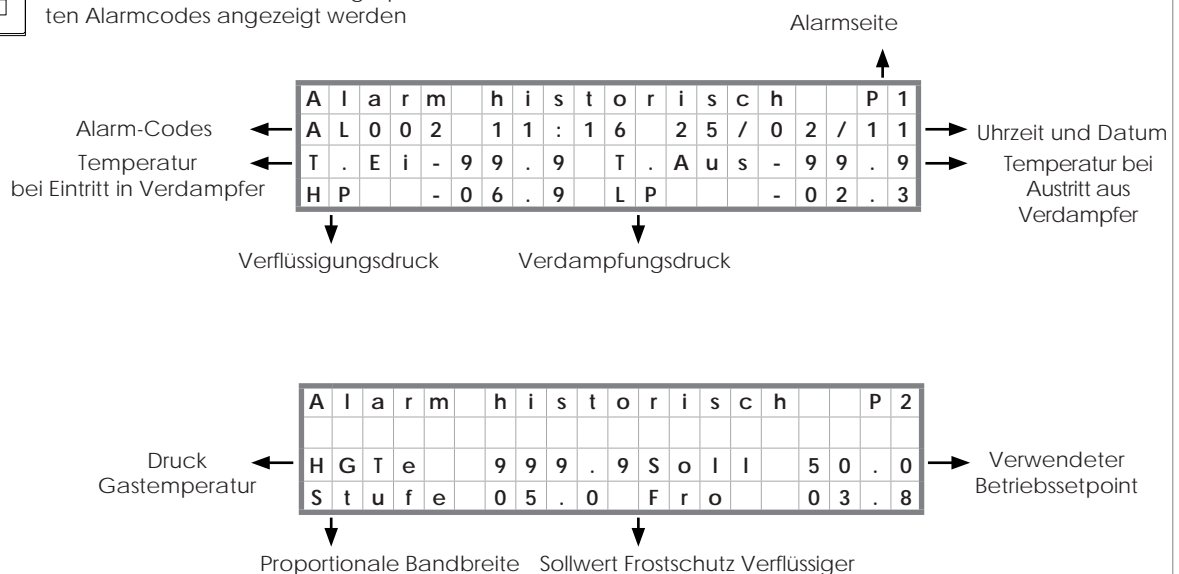 ten Alarmcodes angezeigt werden
Alarmseite
Alarm historisch P1
Alarm-Codes
AL002 11:16 25/02/11
Uhrzeit und Datum
Temperatur
bei Eintritt in Verdampfer
T.Ei-99.9 T.Aus-99.9
Temperatur bei
Austritt aus
Verdampfer
HP -06.9 LP -02.3
Verflüssigungsdruck
Verdampfungsdruck
Alarm historisch P2
Druck
Gastemperatur
HGTe 999.9Soll 50.0
Verwendeter
Betriebssetpoint
Stufe 05.0 Fro 03.8
Proportionale Bandbreite
Sollwert Frostschutz Verflüssiger